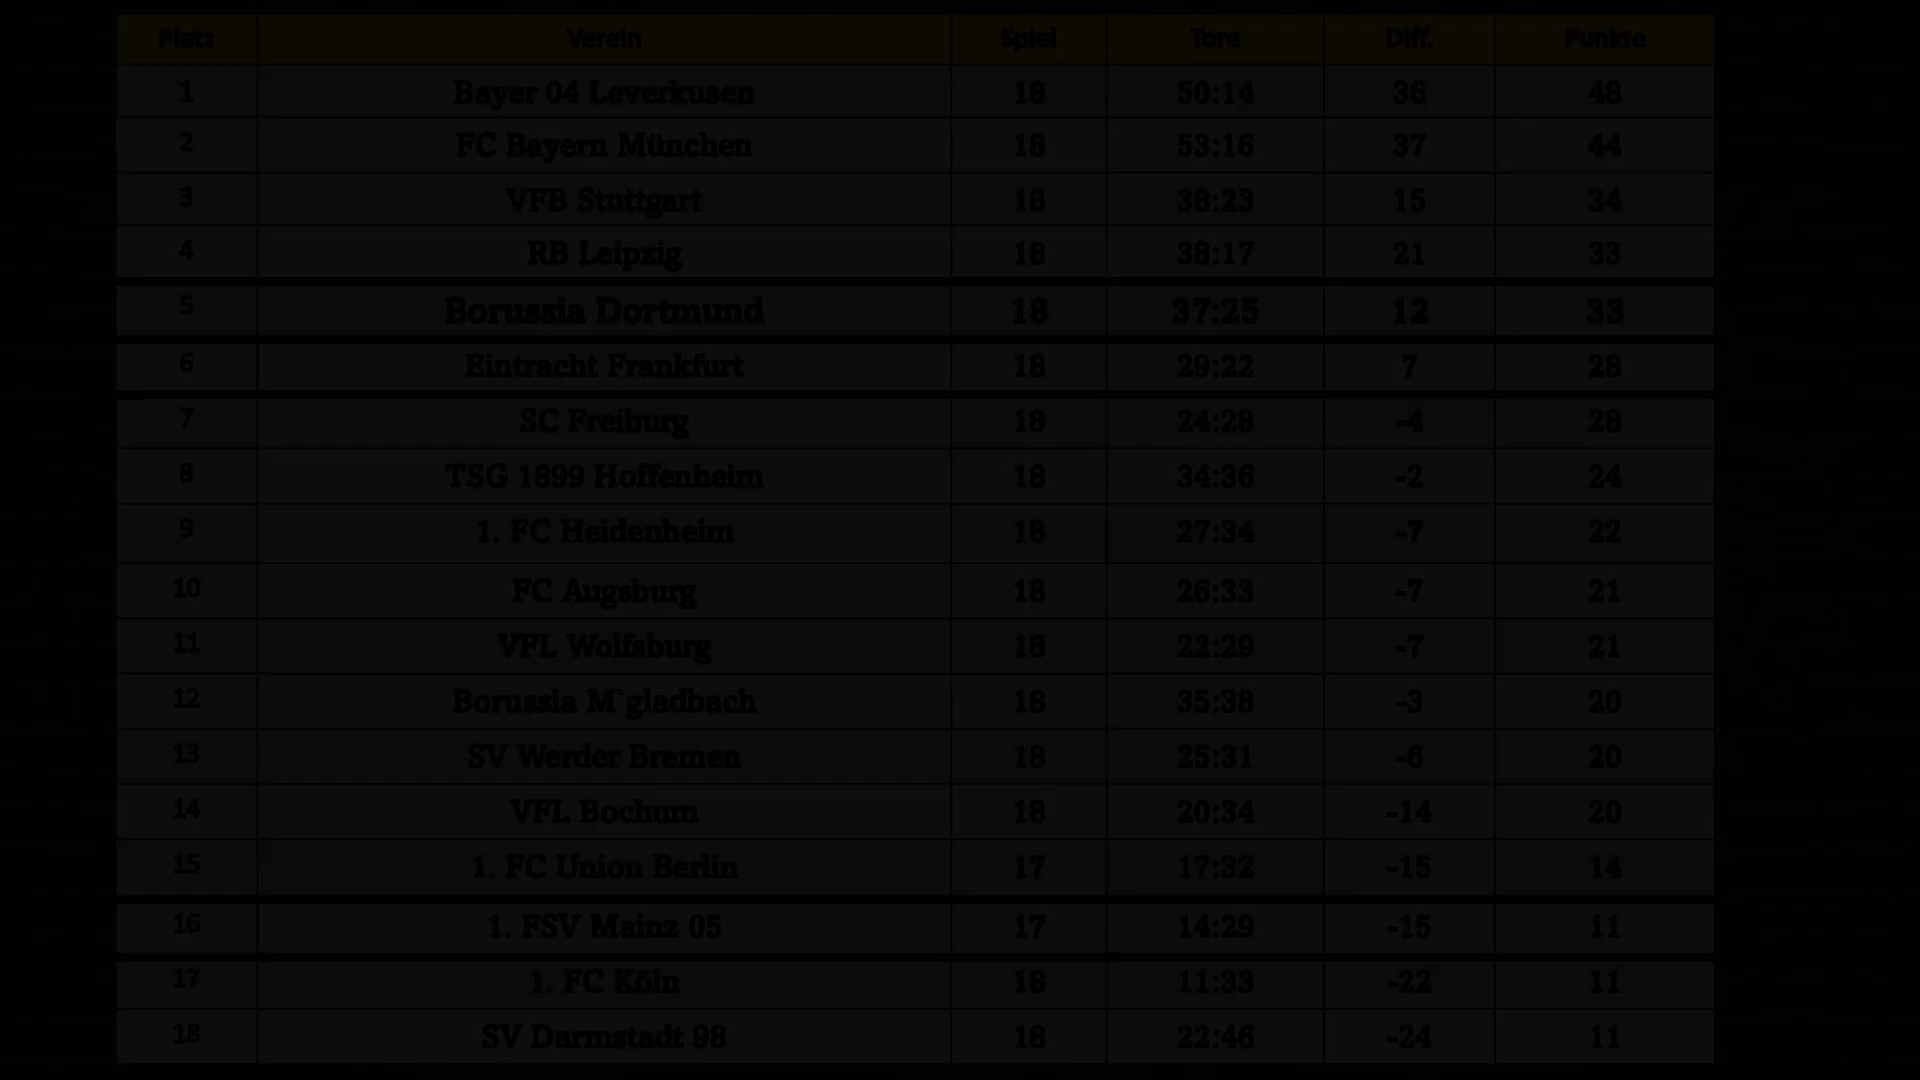 Platz Verein Spiel Tore Diff. Punkte
1 Bayer 04 Leverkusen 18 50:14 36 48
2 FC Bayern München 18 53:16 37 44
3 VFB Stuttgart 18 38:23 15 34
4 RB Leipzig 18 38:17 21 33
5 Borussia Dortmund 18 37:25 12 33
6 Eintracht Frankfurt 18 29:22 7 28
7 SC Freiburg 18 24:28 -4 28
8 TSG 1899 Hoffenheim 18 34:36 -2 24
9 1. FC Heidenheim 18 27:34 -7 22
10 FC Augsburg 18 26:33 -7 21
11 VFL Wolfsburg 18 22:29 -7 21
12 Borussia M`gladbach 18 35:38 -3 20
13 SV Werder Bremen 18 25:31 -6 20
14 VFL Bochum 18 20:34 -14 20
15 1. FC Union Berlin 17 17:32 -15 14
16 1. FSV Mainz 05 17 14:29 -15 11
17 1. FC Köln 18 11:33 -22 11
18 SV Darmstadt 98 18 22:46 -24 11